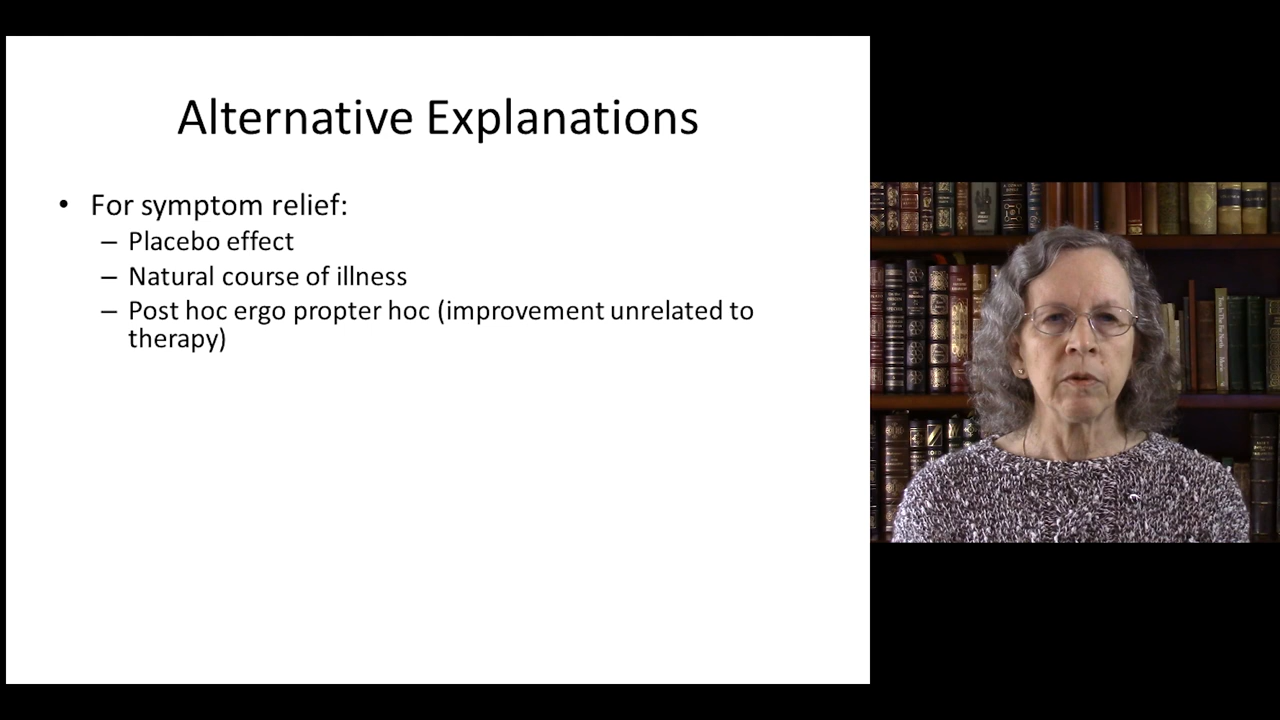 Alternative Explanations
• For symptom relief:
– Placebo effect
– Natural course of illness
– Post hoc ergo propter hoc (improvement unrelated to
therapy)